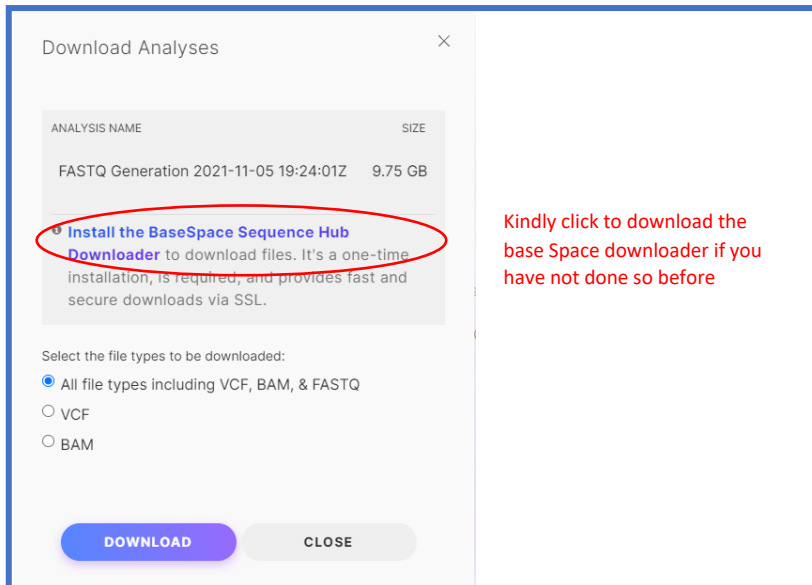 Download Analyses
ANALYSIS NAME SIZE
FASTQ Generation 2021-11-05 19:24:01Z 9.75 GB
Install the BaseSpace Sequence Hub
Downloader to download files. It's a one-time
installation, is required, and provides fast and
secure downloads via SSL.
Kindly click to download the
base Space downloader if you
have not done so before
Select the file types to be downloaded:
All file types including VCF, BAM, & FASTQ
VCF
BAM
DOWNLOAD CLOSE